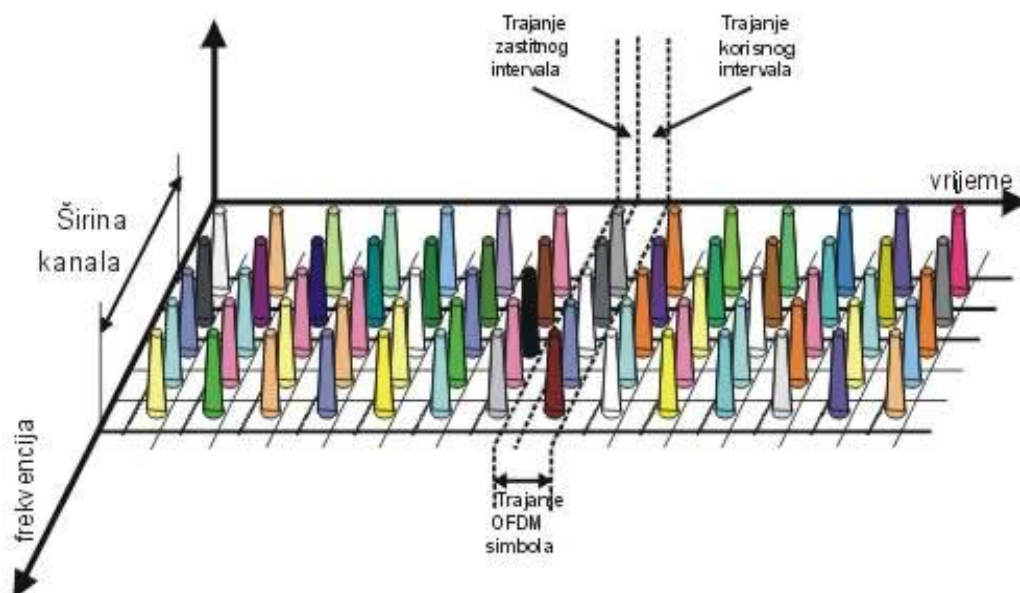 Trajanje
zastitnog
intervala
Trajanje
korisnog
intervala
vrijeme
Širina
kanala
frekvencija
Trajanje
OFDM
simbola